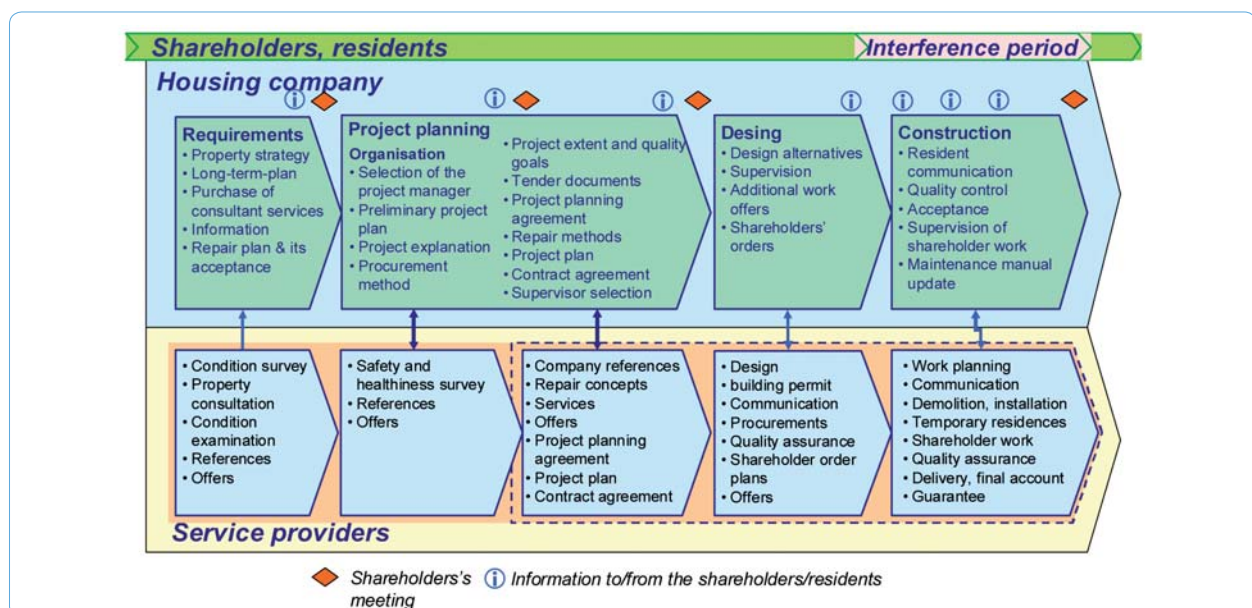 Shareholders, residents
Interference period
Housing company
Requirements
• Property strategy
• Long-term-plan
• Purchase of
consultant services
• Information
• Repair plan & its
acceptance
Project planning
Organisation
• Selection of the
project manager
• Preliminary project
plan
• Project explanation
• Procurement
method
• Project extent and quality
goals
• Tender documents
• Project planning
agreement
• Repair methods
• Project plan
• Contract agreement
• Supervisor selection
Desing
• Design alternatives
• Supervision
• Additional work
offers
• Shareholders'
orders
Construction
• Resident
communication
• Quality control
• Acceptance
• Supervision of
shareholder work
• Maintenance manual
update
• Condition survey
• Property
consultation
• Condition
examination
• References
• Offers
• Safety and
healthiness survey
• References
• Offers
• Company references
• Repair concepts
• Services
• Offers
• Project planning
agreement
• Project plan
• Contract agreement
• Design
• building permit
• Communication
• Procurements
• Quality assurance
• Shareholder order
plans
• Offers
• Work planning
• Communication
• Demolition, installation
• Temporary residences
• Shareholder work
• Quality assurance
• Delivery, final account
• Guarantee
Service providers
Shareholders's
meeting
Information to/from the shareholders/residents